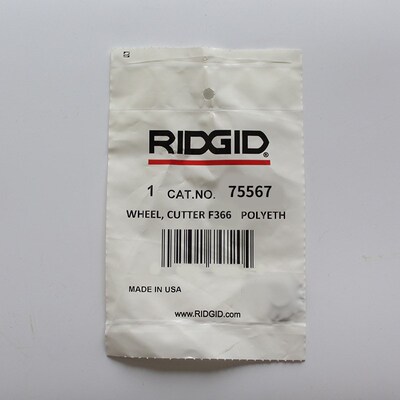 RIDGID®
1 CAT.NO. 75567
WHEEL, CUTTER F366 POLYETH
MADE IN USA
www.RIDGID.com